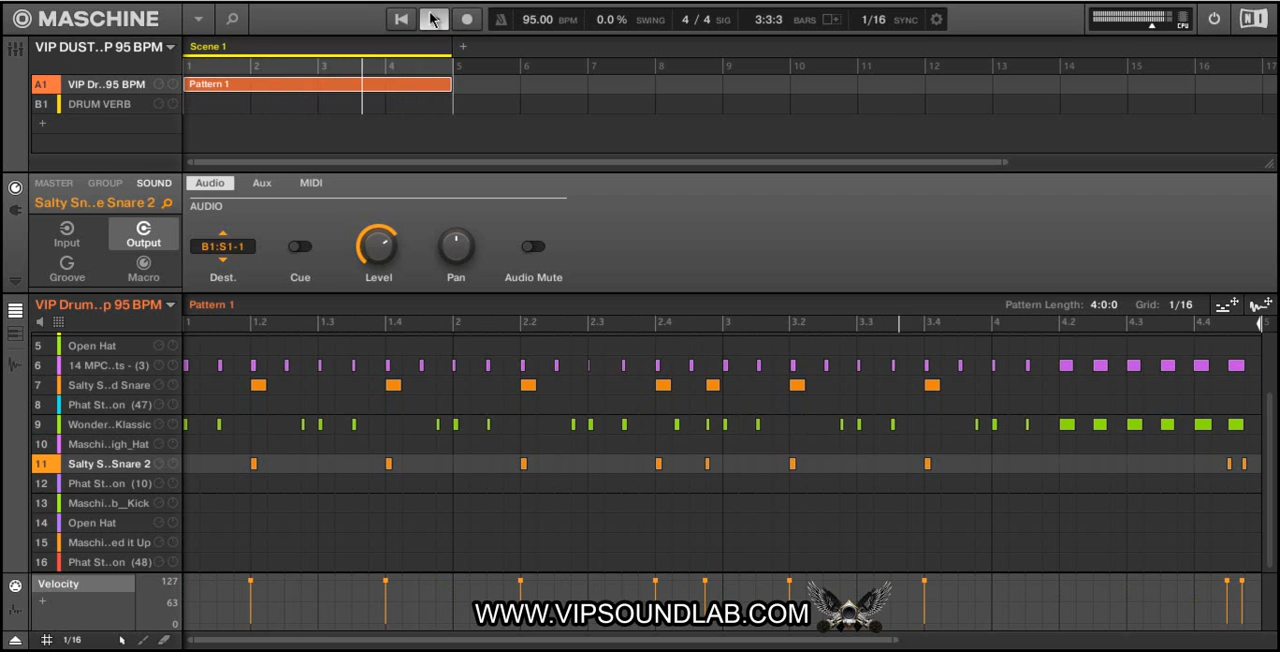 MASCHINE
95.00 BPM 0.0 % SWING 4 / 4 SIG 3:3:3 BARS 1/16 SYNC
CPU
VIP DUST..P 95 BPM
Scene 1
1 2 3 4 5 6 7 8 9 10 11 12 13 14 15 16 17
A1 VIP Dr..95 BPM Pattern 1
B1 DRUM VERB
MASTER GROUP SOUND Audio Aux MIDI
Salty Sn..e Snare 2
AUDIO
Input Output
B1:S1-1
Groove Macro
Dest. Cue Level Pan Audio Mute
VIP Drum..p 95 BPM Pattern 1 Pattern Length: 4:0:0 Grid: 1/16
1 1.2 1.3 1.4 2 2.2 2.3 2.4 3 3.2 3.3 3.4 4 4.2 4.3 4.4 5
5 Open Hat
6 14 MPC..ts - (3)
7 Salty S..d Snare
8 Phat St..on (47)
9 Wonder..Klassic
10 Maschi..igh_Hat
11 Salty S..Snare 2
12 Phat St..on (10)
13 Maschi..b__Kick
14 Open Hat
15 Maschi..ed it Up
16 Phat St..on (48)
Velocity 127
63
0
WWW.VIPSOUNDLAB.COM
1/16